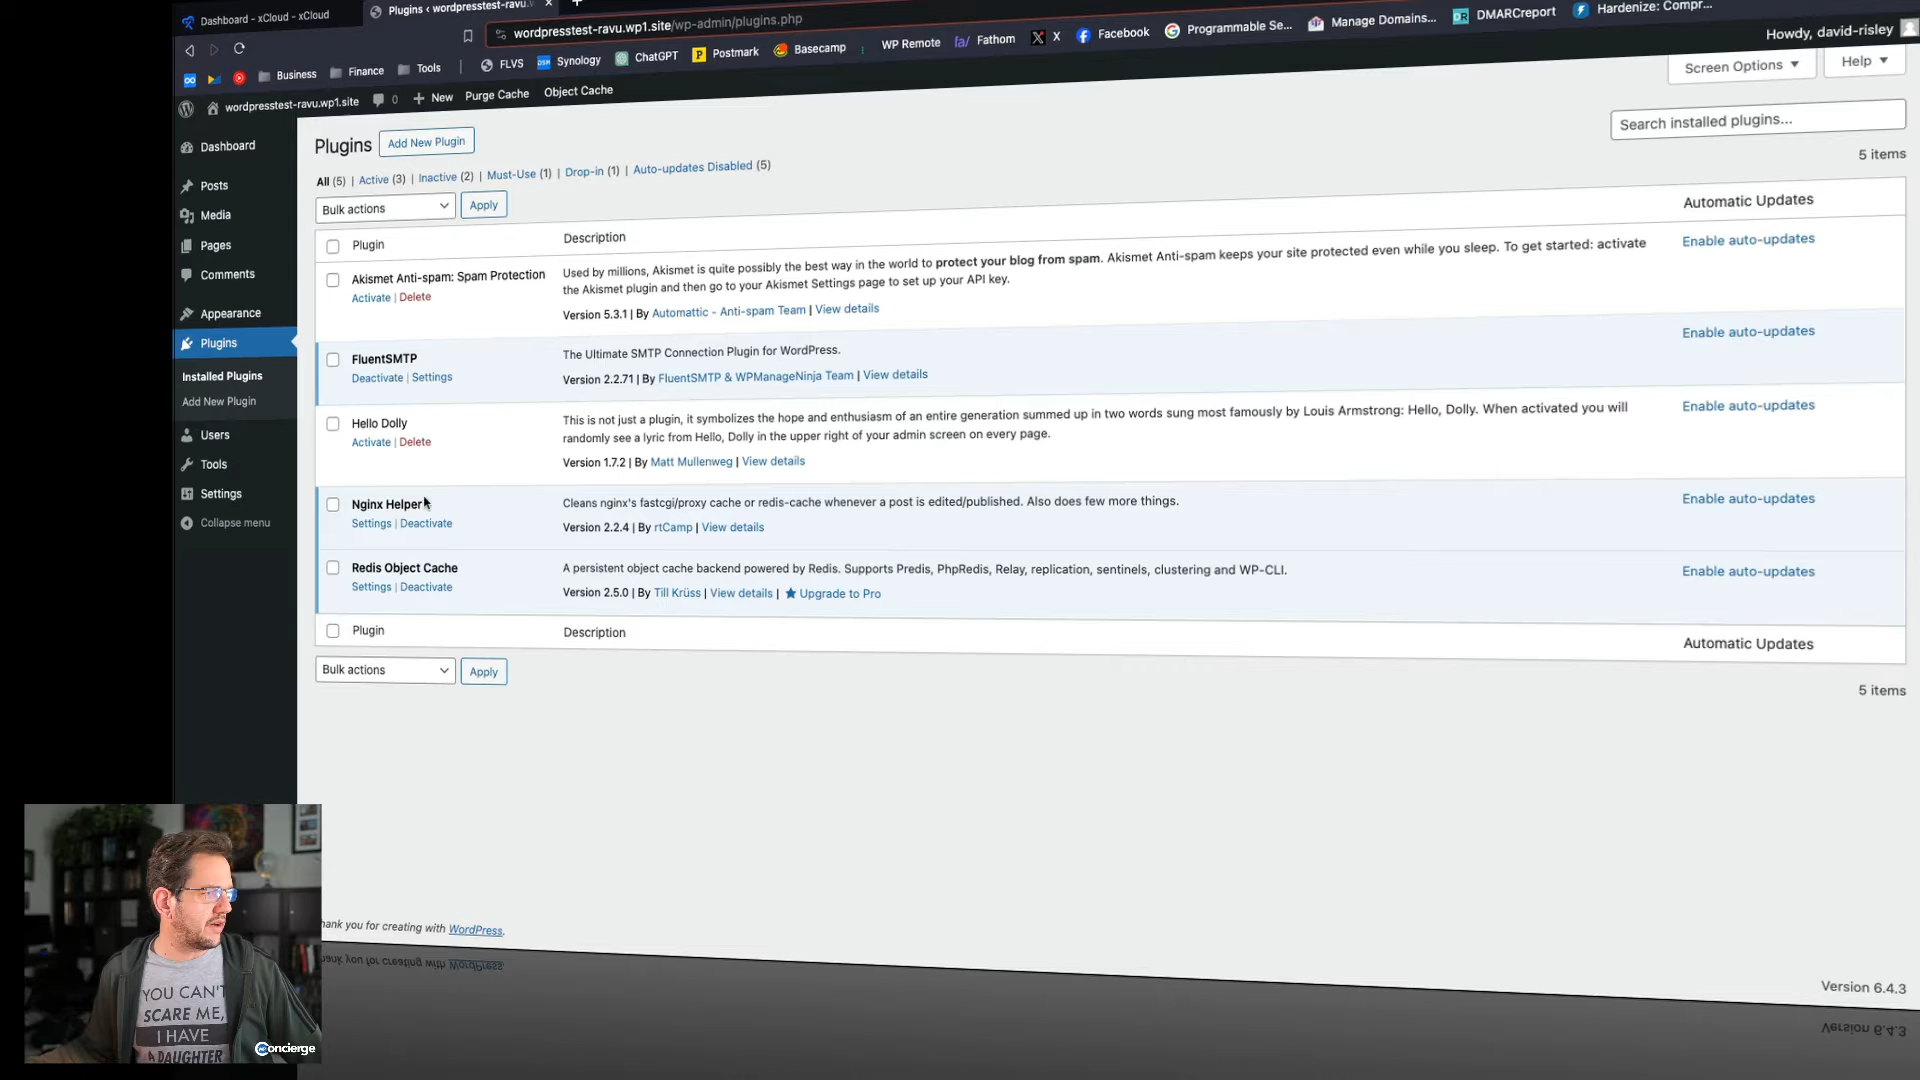 Dashboard - xCloud - xCloud
Plugins < wordpresstest-ravu.w
wordpresstest-ravu.wp1.site/wp-admin/plugins.php
Business
Finance
Tools
FLVS
Synology
ChatGPT
Postmark
Basecamp
WP Remote
Fathom
X
Facebook
Programmable Se...
Manage Domains...
DMARCreport
Hardenize: Compr...
wordpresstest-ravu.wp1.site
0
New
Purge Cache
Object Cache
Howdy, david-risley
Screen Options
Help
Dashboard
Posts
Media
Pages
Comments
Appearance
Plugins
Installed Plugins
Add New Plugin
Users
Tools
Settings
Collapse menu
Plugins
Add New Plugin
Search installed plugins...
All (5) | Active (3) | Inactive (2) | Must-Use (1) | Drop-in (1) | Auto-updates Disabled (5)
5 items
Bulk actions
Apply
Plugin
Description
Automatic Updates
Akismet Anti-spam: Spam Protection
Activate | Delete
Used by millions, Akismet is quite possibly the best way in the world to protect your blog from spam. Akismet Anti-spam keeps your site protected even while you sleep. To get started: activate
the Akismet plugin and then go to your Akismet Settings page to set up your API key.
Version 5.3.1 | By Automattic - Anti-spam Team | View details
Enable auto-updates
FluentSMTP
Deactivate | Settings
The Ultimate SMTP Connection Plugin for WordPress.
Version 2.2.71 | By FluentSMTP & WPManageNinja Team | View details
Enable auto-updates
Hello Dolly
Activate | Delete
This is not just a plugin, it symbolizes the hope and enthusiasm of an entire generation summed up in two words sung most famously by Louis Armstrong: Hello, Dolly. When activated you will
randomly see a lyric from Hello, Dolly in the upper right of your admin screen on every page.
Version 1.7.2 | By Matt Mullenweg | View details
Enable auto-updates
Nginx Helper
Settings | Deactivate
Cleans nginx's fastcgi/proxy cache or redis-cache whenever a post is edited/published. Also does few more things.
Version 2.2.4 | By rtCamp | View details
Enable auto-updates
Redis Object Cache
Settings | Deactivate
A persistent object cache backend powered by Redis. Supports Predis, PhpRedis, Relay, replication, sentinels, clustering and WP-CLI.
Version 2.5.0 | By Till Krüss | View details | ★ Upgrade to Pro
Enable auto-updates
Plugin
Description
Automatic Updates
Bulk actions
Apply
5 items
hank you for creating with WordPress.
Version 6.4.3
YOU CAN'T
SCARE ME,
I HAVE
A DAUGHTER
oncierge